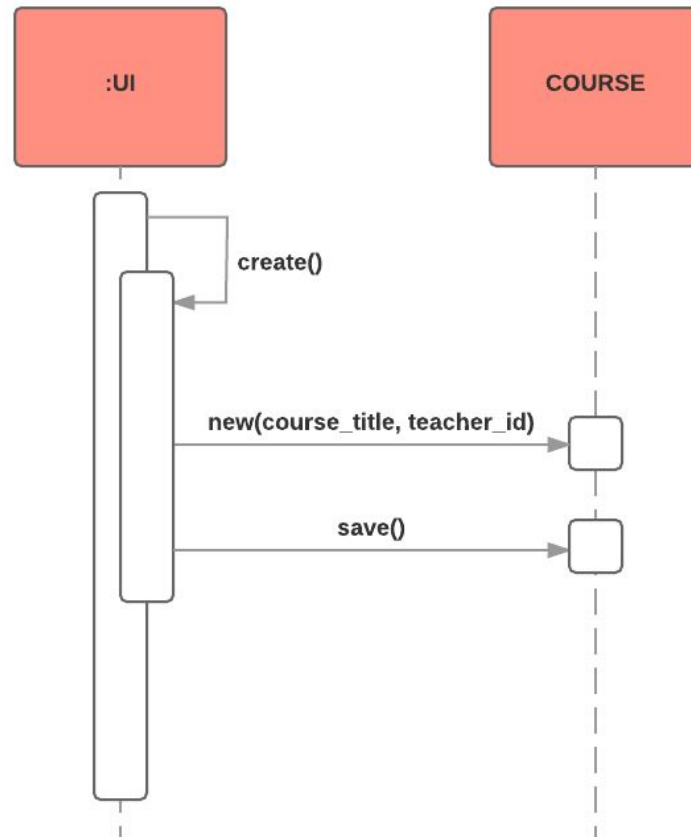 :UI
COURSE
create()
new(course_title, teacher_id)
save()